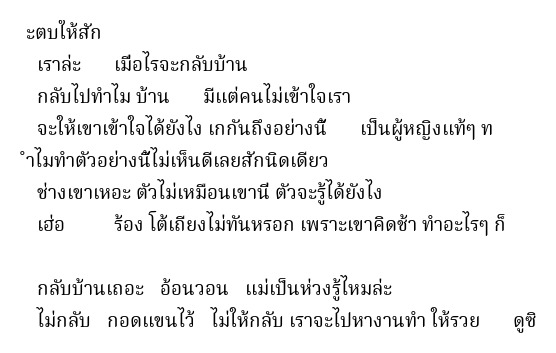 ะตบให้สัก
เราล่ะ เมือไรจะกลับบ้าน
กลับไปทำไม บ้าน มีแต่คนไม่เข้าใจเรา
จะให้เขาเข้าใจได้ยังไง เกกันถึงอย่างนี้ เป็นผู้หญิงแท้ๆ ท
ำไมทำตัวอย่างนี้ไม่เห็นดีเลยสักนิดเดียว
ช่างเขาเหอะ ตัวไม่เหมือนเขานี่ ตัวจะรู้ได้ยังไง
เฮ่อ ร้อง โต้เถียงไม่ทันหรอก เพราะเขาคิดช้า ทำอะไรๆ ก็
กลับบ้านเถอะ อ้อนวอน แม่เป็นห่วงรู้ไหมล่ะ
ไม่กลับ กอดแขนไว้ ไม่ให้กลับ เราจะไปหางานทำ ให้รวย ดูซิ